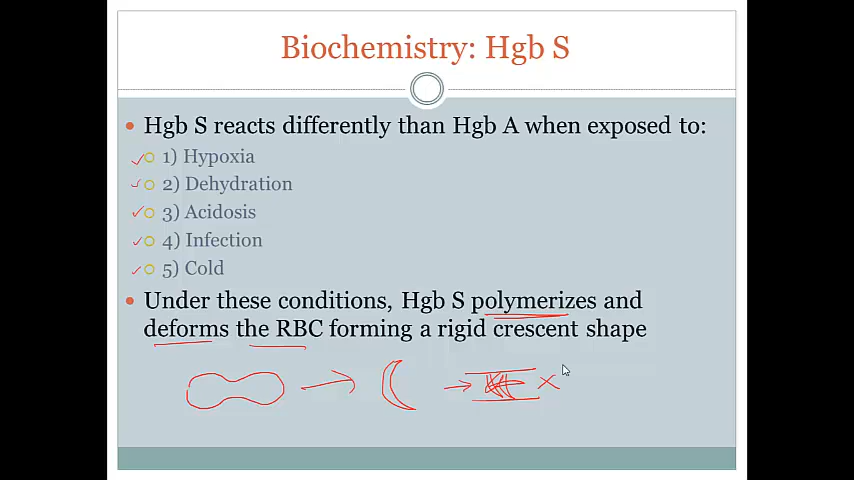 Biochemistry: Hgb S
• Hgb S reacts differently than Hgb A when exposed to:
1) Hypoxia
2) Dehydration
3) Acidosis
4) Infection
5) Cold
• Under these conditions, Hgb S polymerizes and
deforms the RBC forming a rigid crescent shape